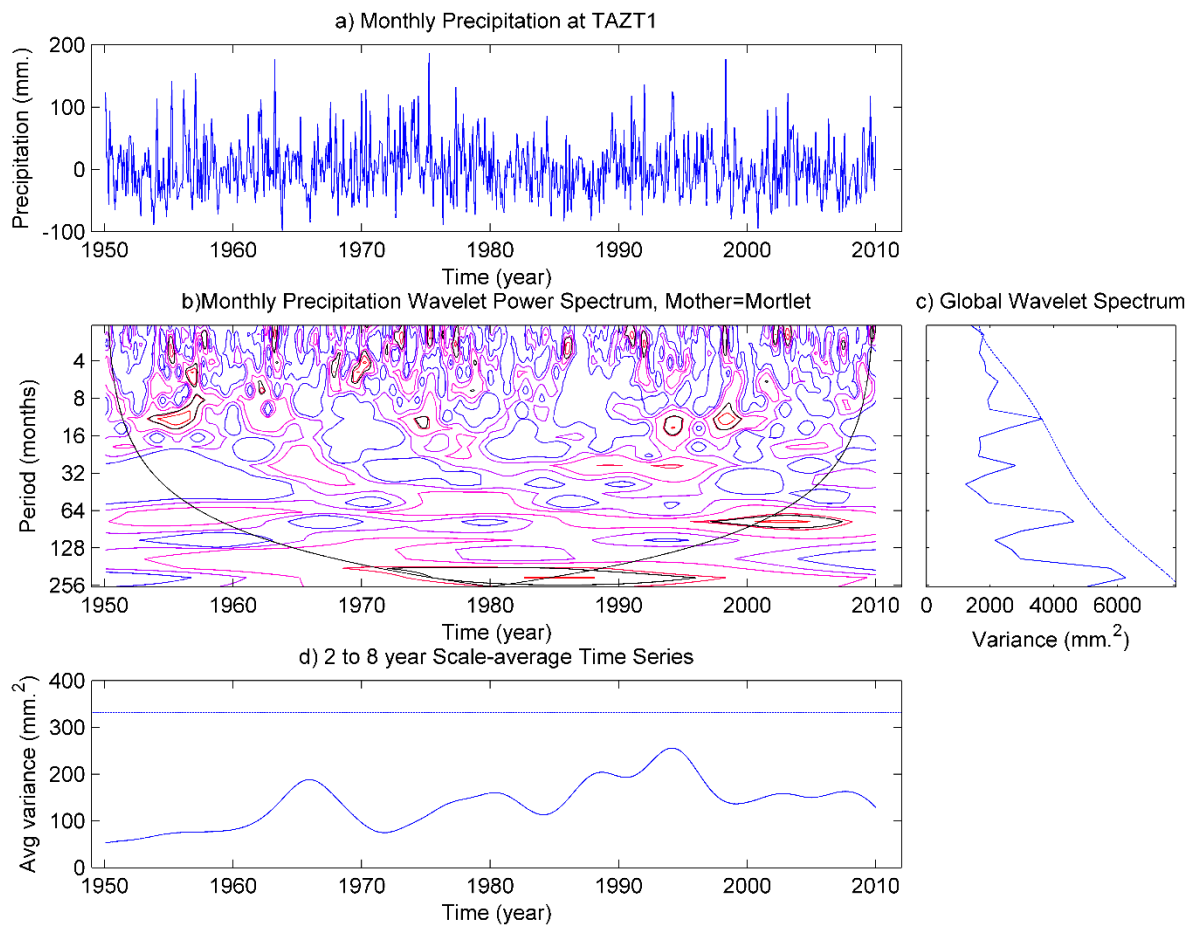 a) Monthly Precipitation at TAZT1
Precipitation (mm.)
200
100
0
-100
1950 1960 1970 1980 1990 2000 2010
Time (year)
b)Monthly Precipitation Wavelet Power Spectrum, Mother=Mortlet
Period (months)
4
8
16
32
64
128
256
1950 1960 1970 1980 1990 2000 2010
Time (year)
c) Global Wavelet Spectrum
0 2000 4000 6000
Variance (mm.²)
d) 2 to 8 year Scale-average Time Series
Avg variance (mm.²)
400
300
200
100
0
1950 1960 1970 1980 1990 2000 2010
Time (year)